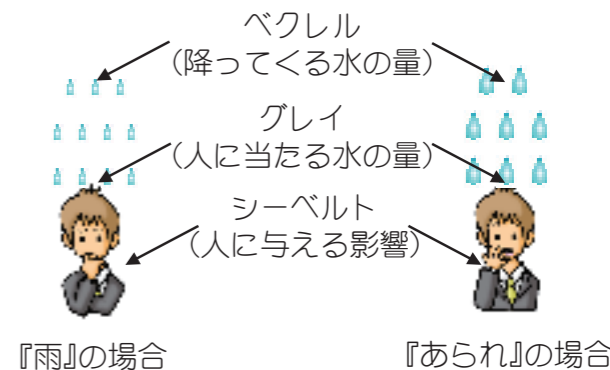 ベクレル
（降ってくる水の量）
グレイ
（人に当たる水の量）
シーベルト
（人に与える影響）
『雨』の場合
『あられ』の場合